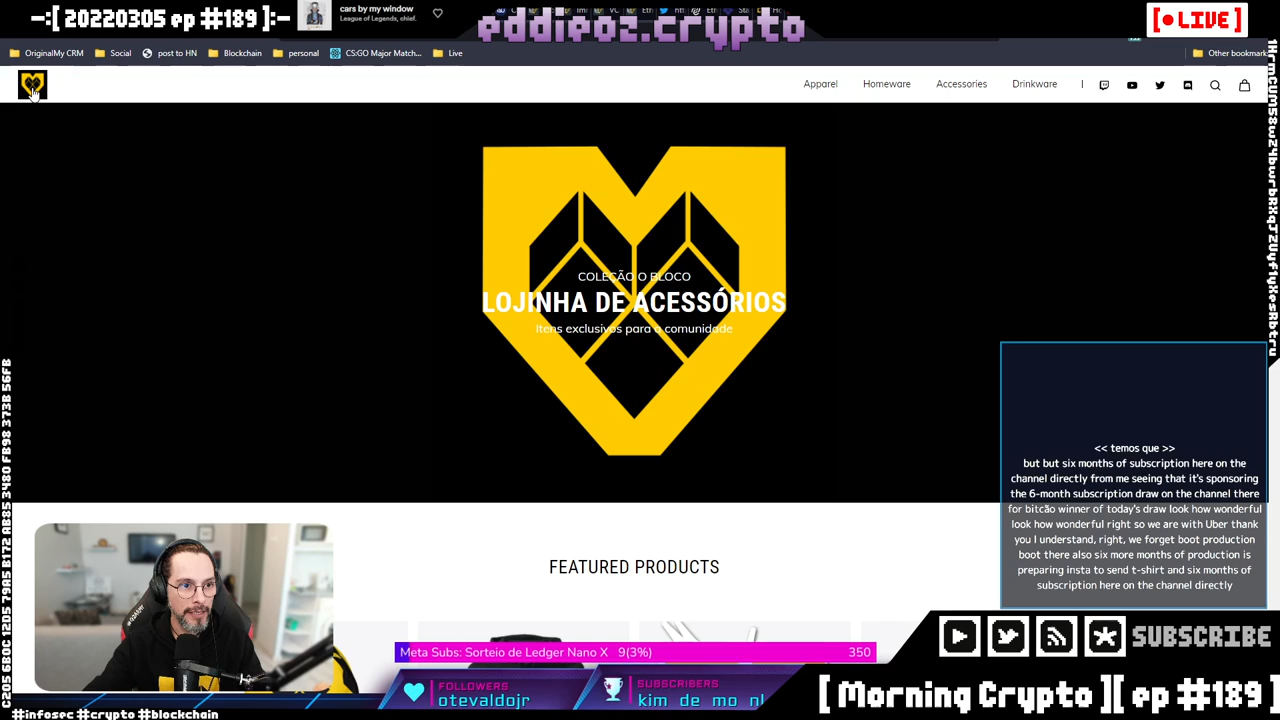 -:[ 20220305 ep #189 ]:-
cars by my window
League of Legends, chief.
eddieoz.crypto
[•LIVE]
OriginalMy CRM
Social
post to HN
Blockchain
personal
CS:GO Major Match...
Live
Other bookmark
Apparel
Homeware
Accessories
Drinkware
COLEÇÃO O BLOCO
LOJINHA DE ACESSÓRIOS
Itens exclusivos para a comunidade
<< temos que >>
but but six months of subscription here on the
channel directly from me seeing that it's sponsoring
the 6-month subscription draw on the channel there
for bitcão winner of today's draw look how wonderful
look how wonderful right so we are with Uber thank
you I understand, right, we forget boot production
boot there also six more months of production is
preparing insta to send t-shirt and six months of
subscription here on the channel directly
FEATURED PRODUCTS
Meta Subs: Sorteio de Ledger Nano X 9(3%)
350
FOLLOWERS
otevaldojr
SUBSCRIBERS
kim de mo nl
SUBSCRIBE
[ Morning Crypto ][ ep #189 ]
#infosec #crypto #blockchain